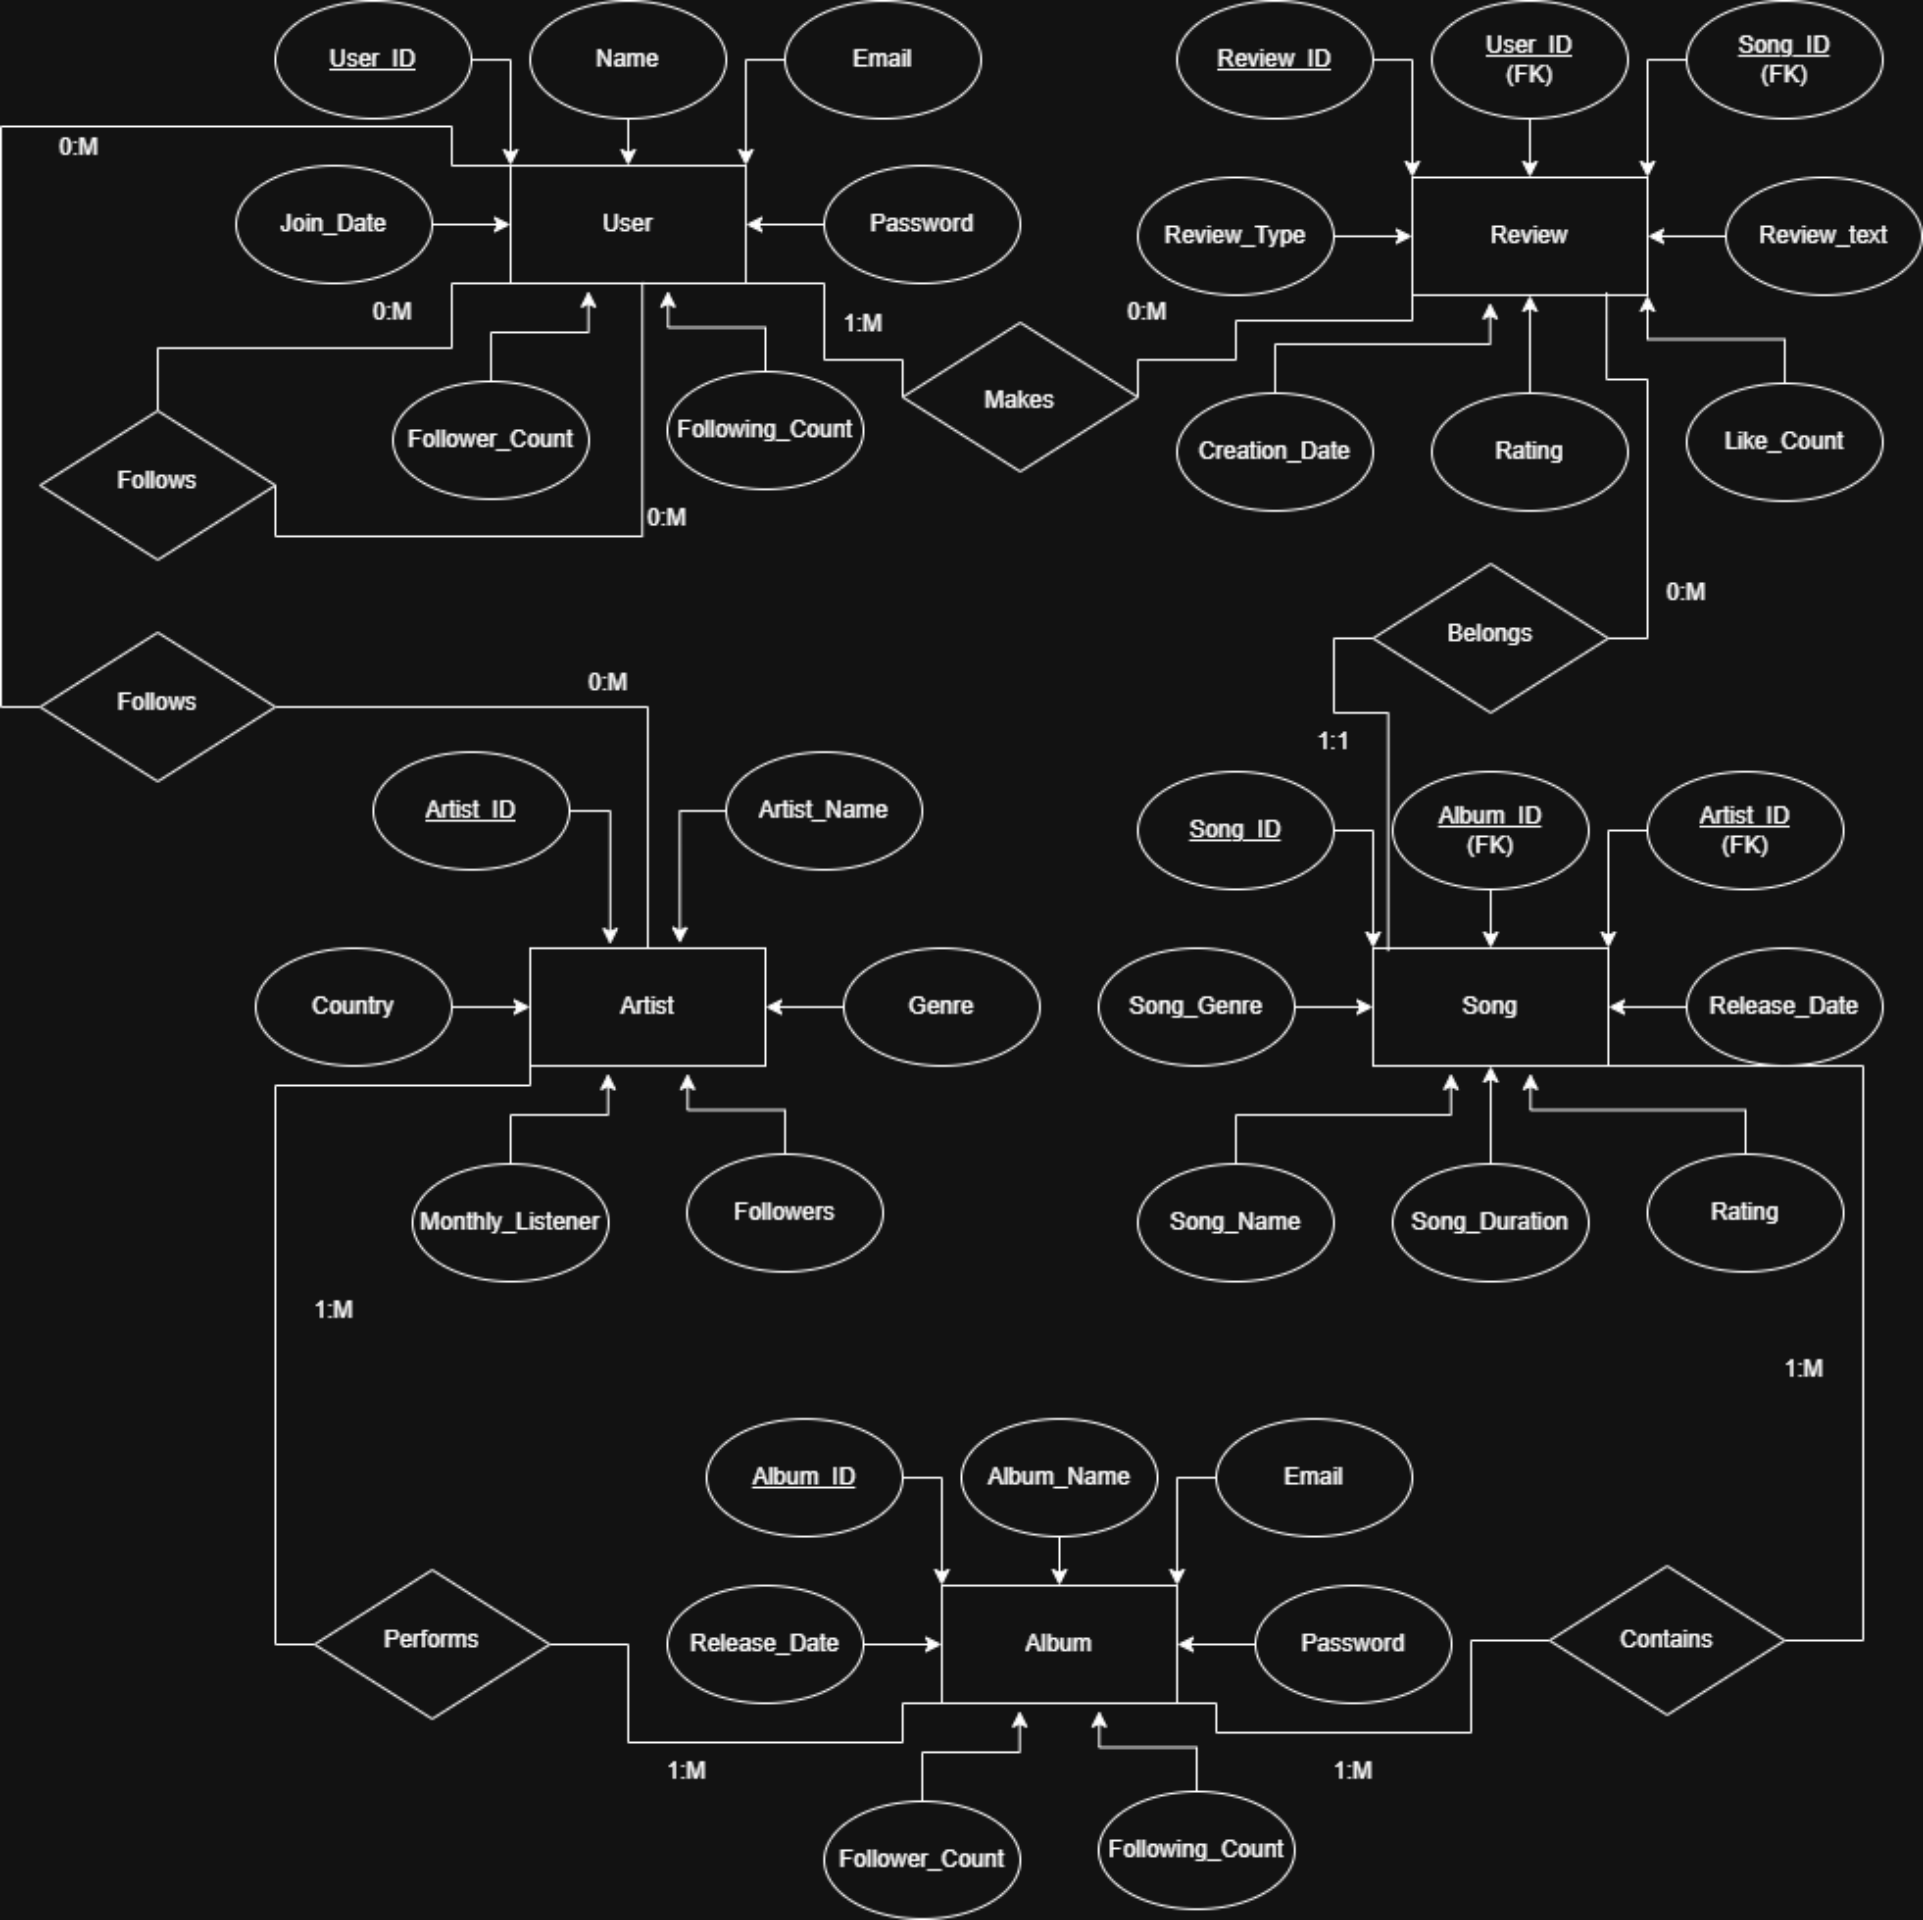 User_ID
Name
Email
Review_ID
User_ID
(FK)
Song_ID
(FK)
0:M
Join_Date
User
Password
Review_Type
Review
Review_text
0:M
1:M
0:M
Follower_Count
Following_Count
Makes
Creation_Date
Rating
Like_Count
Follows
0:M
0:M
Belongs
Follows
0:M
1:1
Artist_ID
Artist_Name
Song_ID
Album_ID
(FK)
Artist_ID
(FK)
Country
Artist
Genre
Song_Genre
Song
Release_Date
Monthly_Listener
Followers
Song_Name
Song_Duration
Rating
1:M
1:M
Album_ID
Album_Name
Email
Performs
Release_Date
Album
Password
Contains
1:M
1:M
Follower_Count
Following_Count